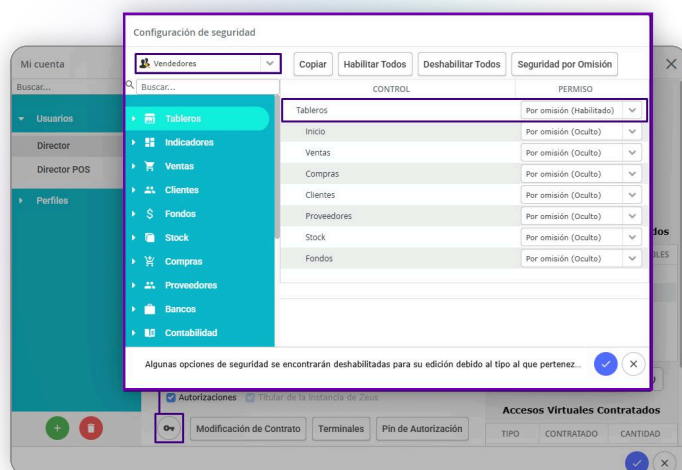 Configuración de seguridad
Vendedores
Copiar Habilitar Todos Deshabilitar Todos Seguridad por Omisión
Buscar...
CONTROL PERMISO
Tableros
Indicadores
Ventas
Clientes
Fondos
Stock
Compras
Proveedores
Bancos
Contabilidad
Tableros Por omisión (Habilitado)
Inicio Por omisión (Oculto)
Ventas Por omisión (Oculto)
Compras Por omisión (Oculto)
Clientes Por omisión (Oculto)
Proveedores Por omisión (Oculto)
Stock Por omisión (Oculto)
Fondos Por omisión (Oculto)
Algunas opciones de seguridad se encontrarán deshabilitadas para su edición debido al tipo al que pertenez...
Mi cuenta
Buscar...
Usuarios
Director
Director POS
Perfiles
Autorizaciones Titular de la Instancia de Zeus
Modificación de Contrato Terminales Pin de Autorización
Accesos Virtuales Contratados
TIPO CONTRATADO CANTIDAD